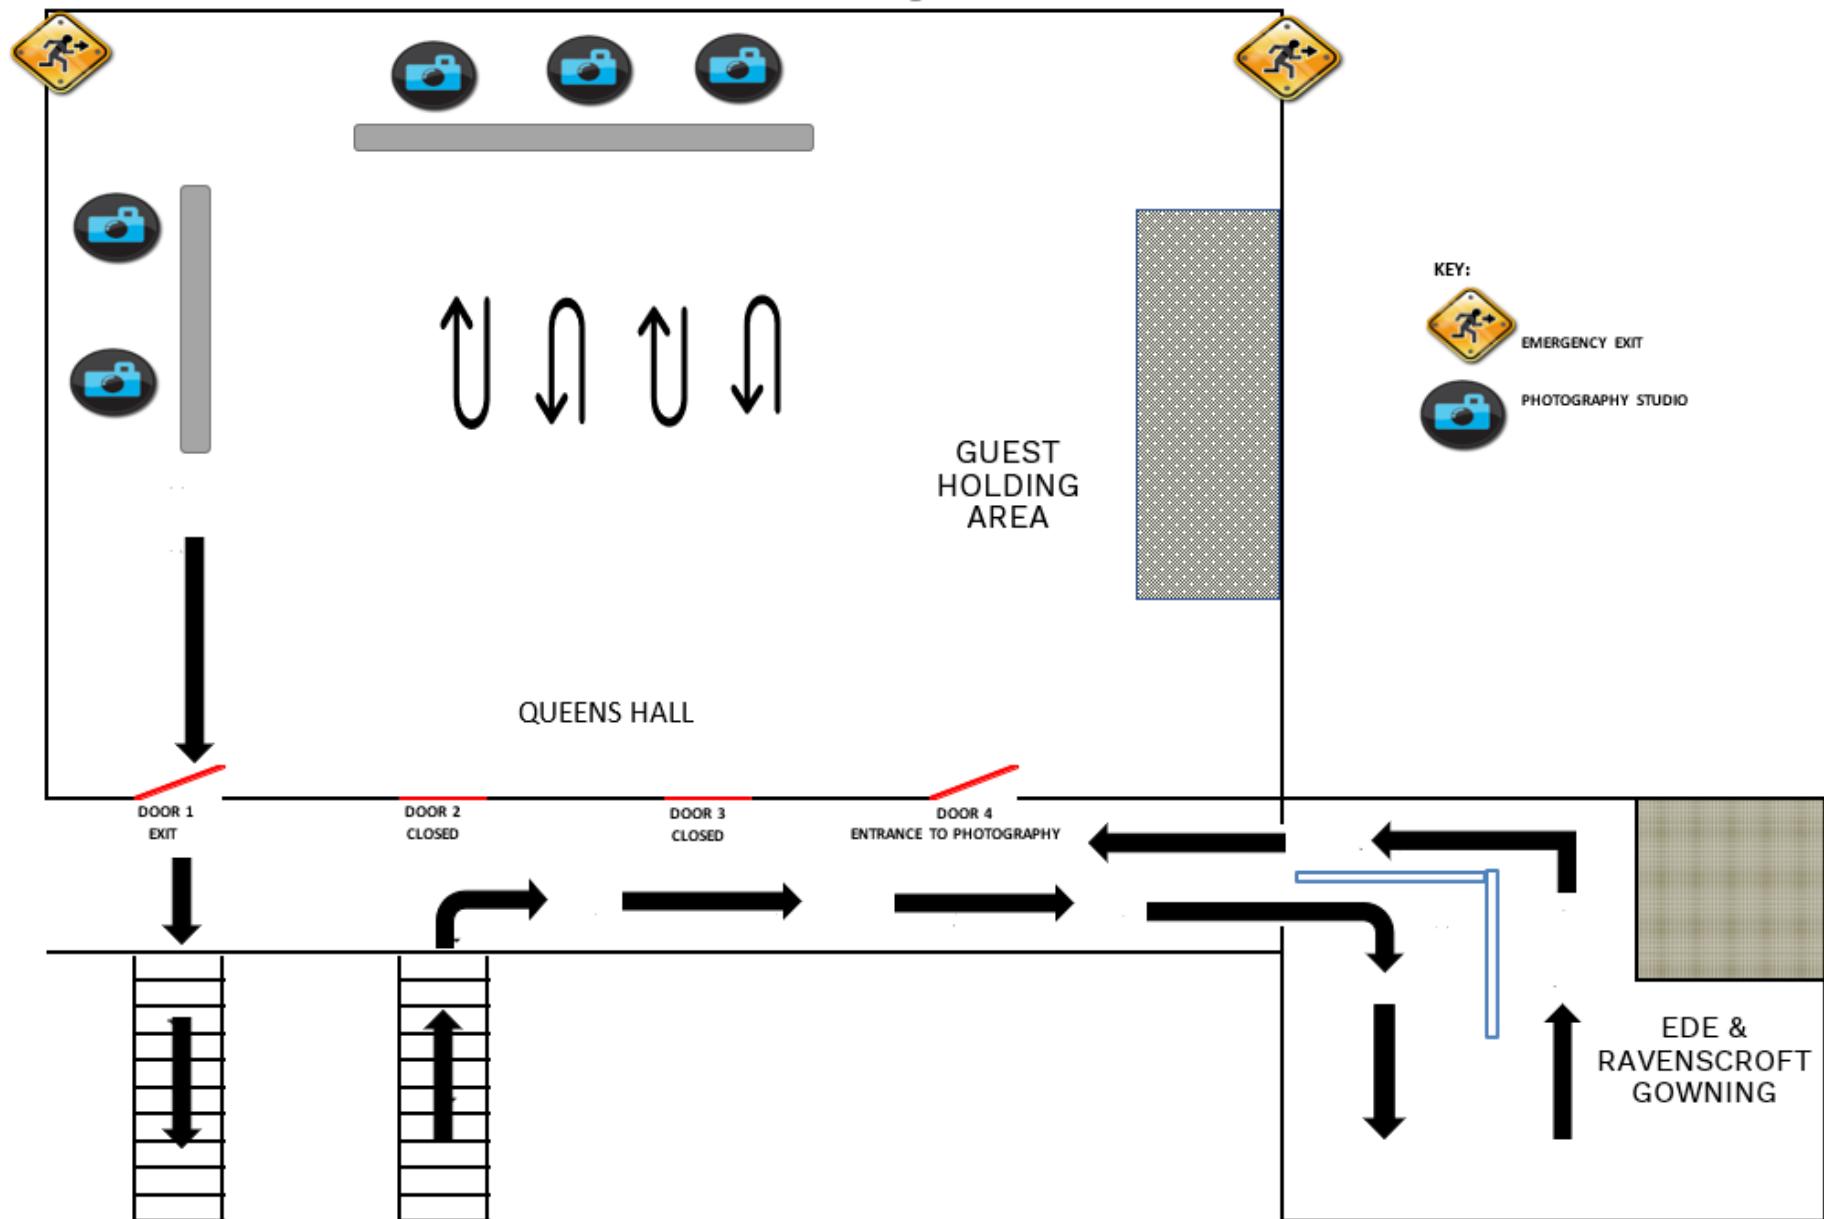 KEY:
EMERGENCY EXIT
PHOTOGRAPHY STUDIO
GUEST
HOLDING
AREA
QUEENS HALL
DOOR 1
EXIT
DOOR 2
CLOSED
DOOR 3
CLOSED
DOOR 4
ENTRANCE TO PHOTOGRAPHY
EDE &
RAVENSCROFT
GOWNING